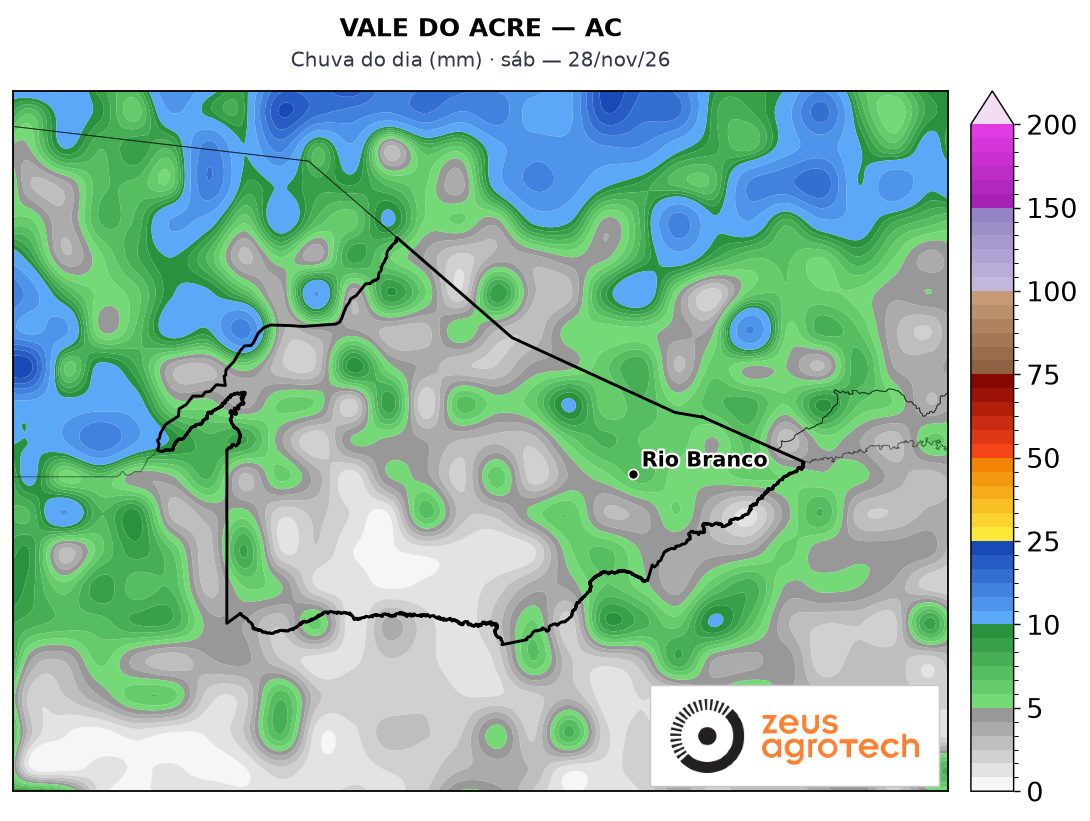 VALE DO ACRE — AC
Chuva do dia (mm) · sáb — 28/nov/26
200
150
100
75
50
25
10
5
0
Rio Branco
zeus
agrotech